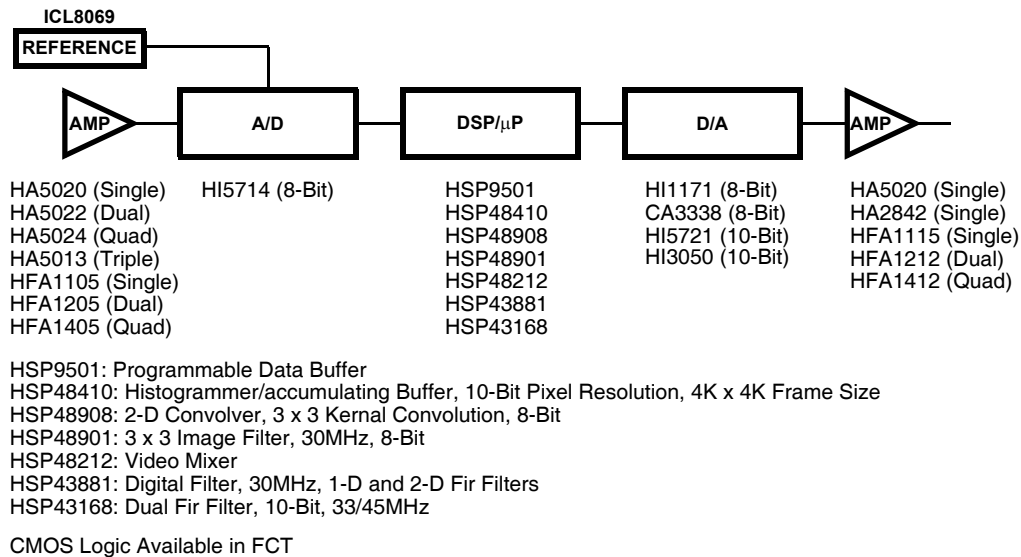 ICL8069
REFERENCE
AMP
A/D
DSP/μP
D/A
AMP
HA5020 (Single)
HA5022 (Dual)
HA5024 (Quad)
HA5013 (Triple)
HFA1105 (Single)
HFA1205 (Dual)
HFA1405 (Quad)
HI5714 (8-Bit)
HSP9501
HSP48410
HSP48908
HSP48901
HSP48212
HSP43881
HSP43168
HI1171 (8-Bit)
CA3338 (8-Bit)
HI5721 (10-Bit)
HI3050 (10-Bit)
HA5020 (Single)
HA2842 (Single)
HFA1115 (Single)
HFA1212 (Dual)
HFA1412 (Quad)
HSP9501: Programmable Data Buffer
HSP48410: Histogrammer/accumulating Buffer, 10-Bit Pixel Resolution, 4K x 4K Frame Size
HSP48908: 2-D Convolver, 3 x 3 Kernal Convolution, 8-Bit
HSP48901: 3 x 3 Image Filter, 30MHz, 8-Bit
HSP48212: Video Mixer
HSP43881: Digital Filter, 30MHz, 1-D and 2-D Fir Filters
HSP43168: Dual Fir Filter, 10-Bit, 33/45MHz
CMOS Logic Available in FCT